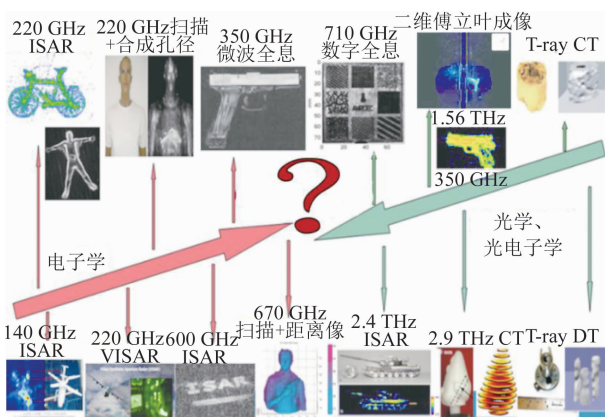 220 GHz
ISAR
220 GHz扫描
+合成孔径
350 GHz
微波全息
710 GHz
数字全息
二维傅立叶成像
T-ray CT
1.56 THz
350 GHz
?
电子学
光学、
光电子学
140 GHz
ISAR
220 GHz
VISAR
600 GHz
ISAR
ISAR
670 GHz
扫描+距离像
2.4 THz
ISAR
2.9 THz CT
T-ray DT